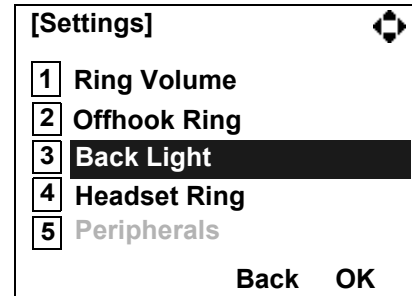 [Settings]
1 Ring Volume
2 Offhook Ring
3 Back Light
4 Headset Ring
5 Peripherals
Back OK